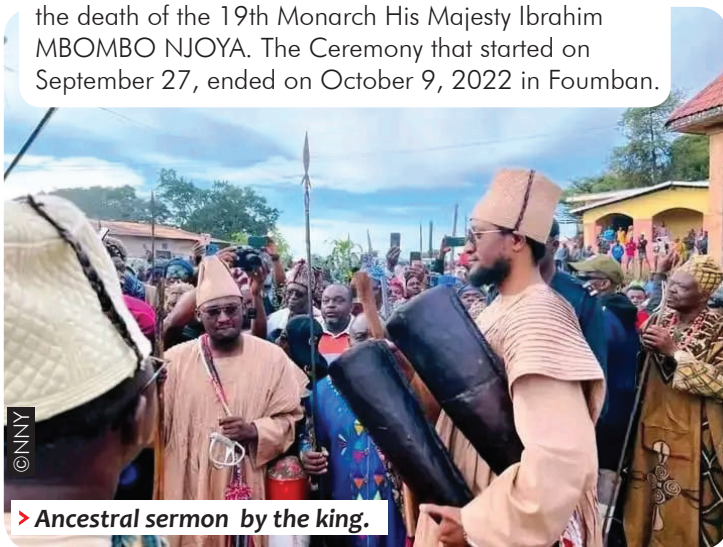 the death of the 19th Monarch His Majesty Ibrahim
MBOMBO NJOYA. The Ceremony that started on
September 27, ended on October 9, 2022 in Foumban.
©NNY
> Ancestral sermon by the king.